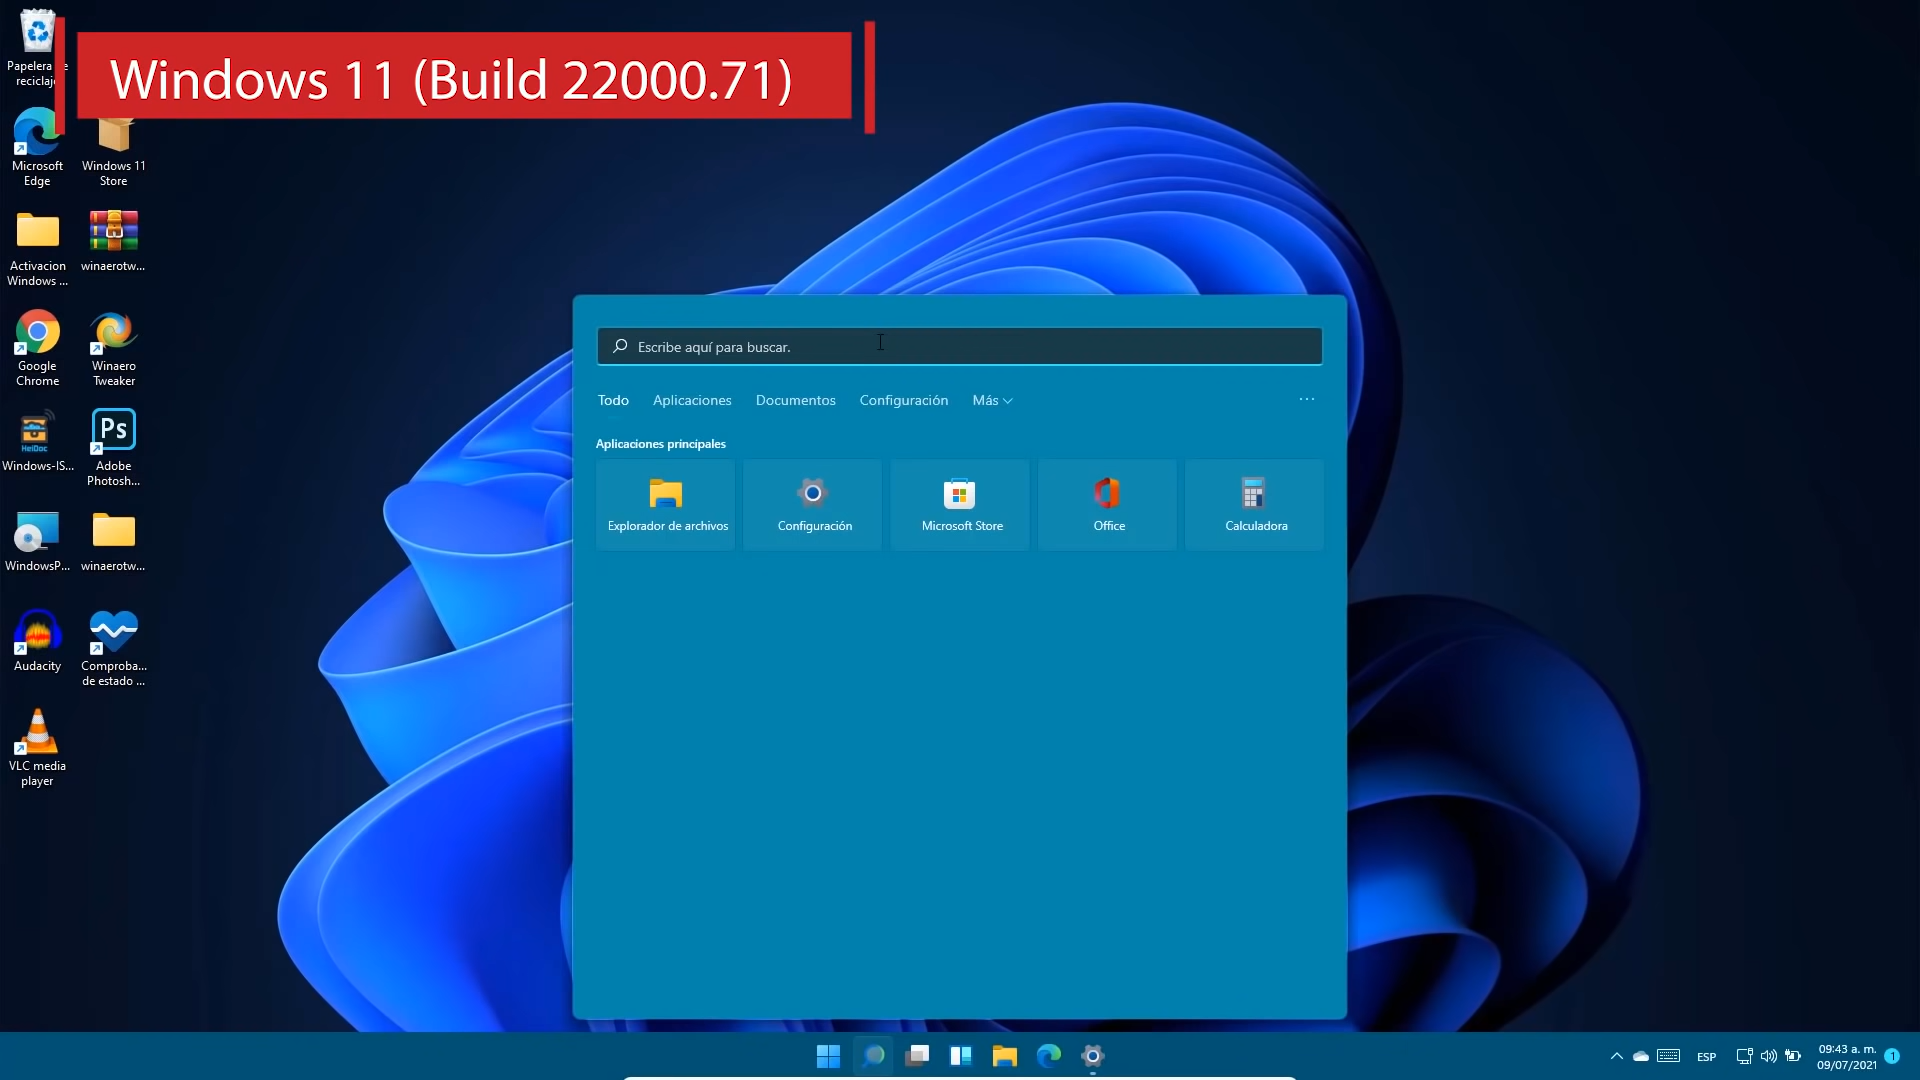 Windows 11 (Build 22000.71)
Papelera de
reciclaje
Microsoft
Edge
Windows 11
Store
Activacion
Windows ...
winaerotw...
Google
Chrome
Winaero
Tweaker
HeiDoc
Windows-IS...
Ps
Adobe
Photosh...
WindowsP...
winaerotw...
Audacity
Comproba...
de estado ...
VLC media
player
Escribe aquí para buscar.
Todo Aplicaciones Documentos Configuración Más ...
Aplicaciones principales
Explorador de archivos Configuración Microsoft Store Office Calculadora
ESP
09:43 a. m.
09/07/2021
1